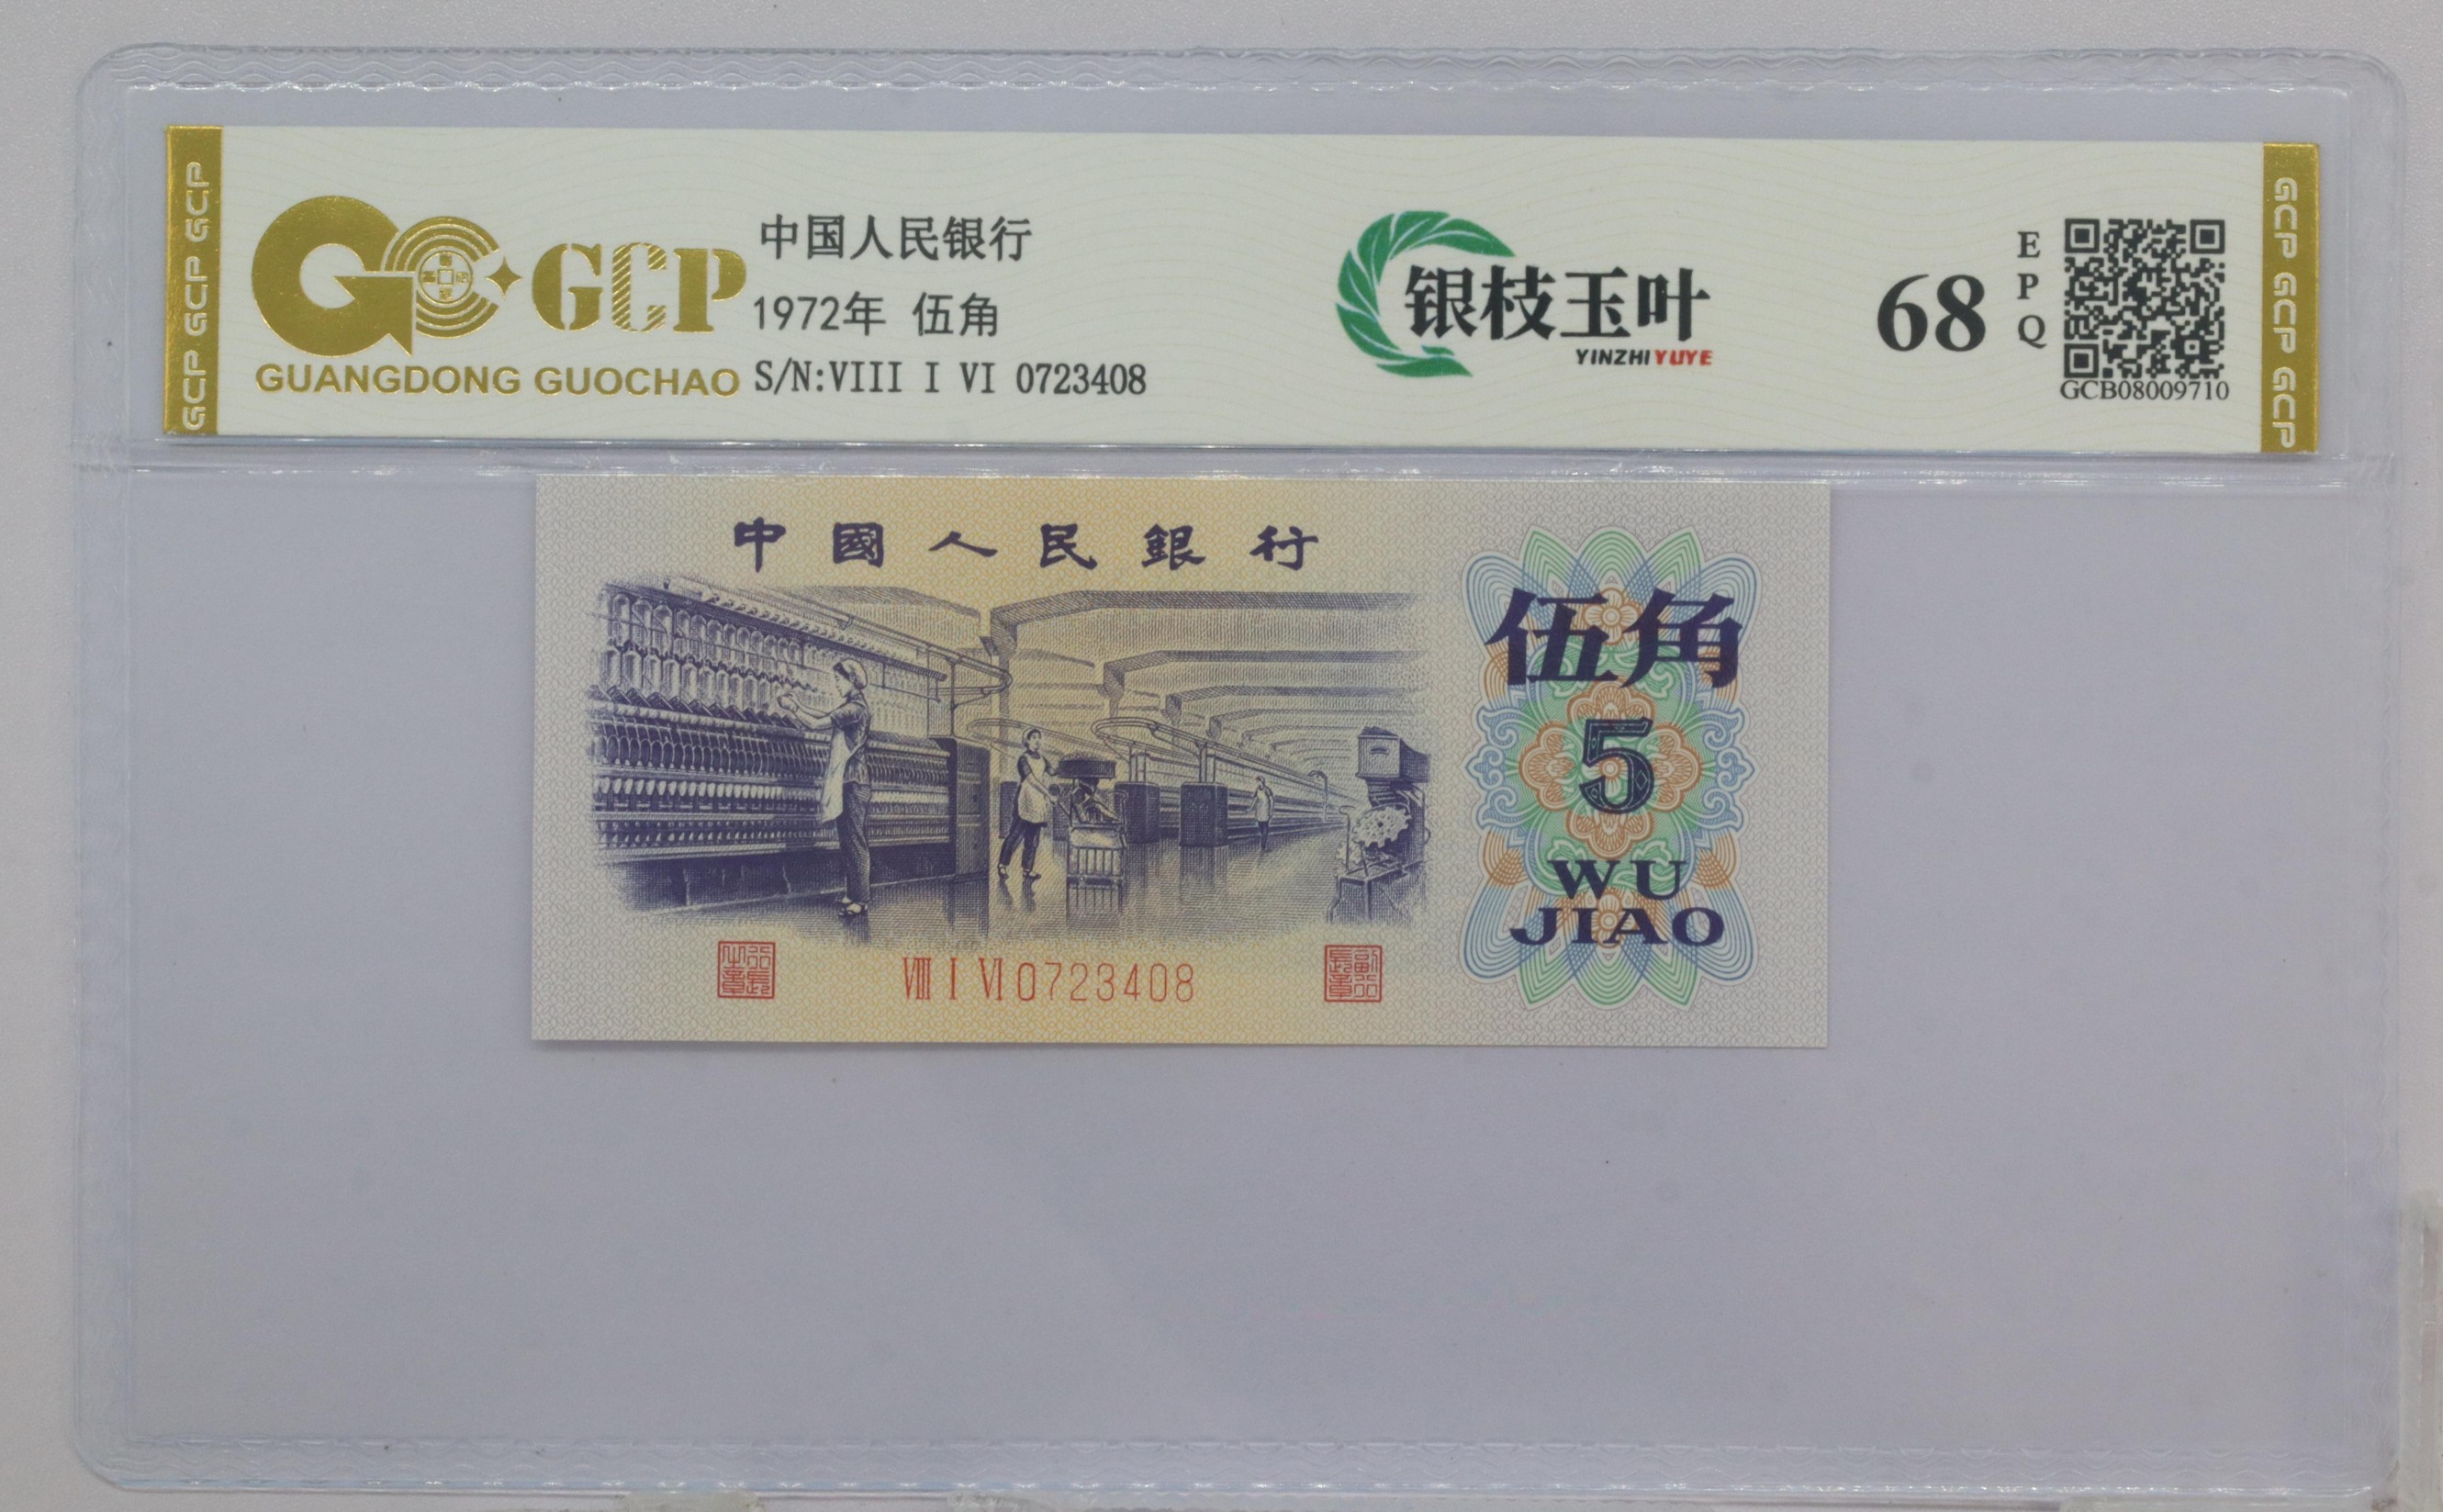 GCP GCP GCP
GCP
GUANGDONG GUOCHAO
中国人民银行
1972年 伍角
S/N:VIII I VI 0723408
银枝玉叶
YINZHIYUYE
68
EPQ
GCB08009710
GCP GCP GCP
中國人民銀行
伍角
5
WU
JIAO
VIII I VI 0723408